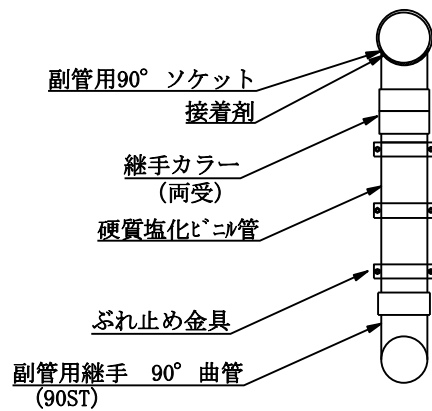 副管用90° ソケット
接着剤
継手カラー
(両受)
硬質塩化ﾋﾞﾆﾙ管
ぶれ止め金具
副管用継手 90° 曲管
(90ST)